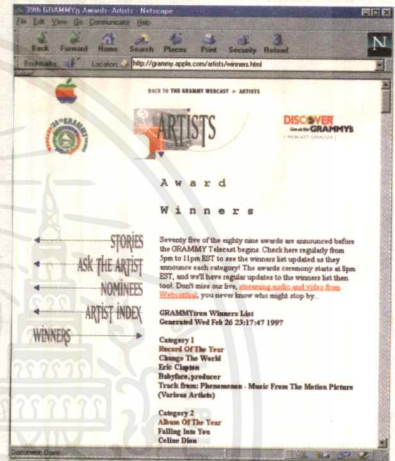 39th GRAMMY® Awards-Artists - Netscape
File Edit View Go Communicator Help
Back Forward Home Search Places Print Security Reload
N
Bookmarks Location: http://grammy.apple.com/artists/winners.html
BACK TO THE GRAMMY WEBCAST > ARTISTS
ARTISTS
DISCOVER
GRAMMYs
Award
Winners
STORIES
ASK THE ARTIST
NOMINEES
ARTIST INDEX
WINNERS
Seventy five of the eighty nine awards are announced before
the GRAMMY Telecast begins. Check here regularly from
5pm to 11pm EST to see the winners list updated as they
announce each category! The awards ceremony starts at 8pm
EST, and we'll have regular updates to the winners list then
too! Don't miss our live, streaming audio and video from
Webcentral, you never know who might stop by...
GRAMMYtron Winners List
Generated Wed Feb 26 23:17:47 1997
Category 1
Record Of The Year
Change The World
Eric Clapton
Babyface, producer
Track from: Phenomenon - Music From The Motion Picture
(Various Artists)
Category 2
Album Of The Year
Falling Into You
Celine Dion
Document: Done